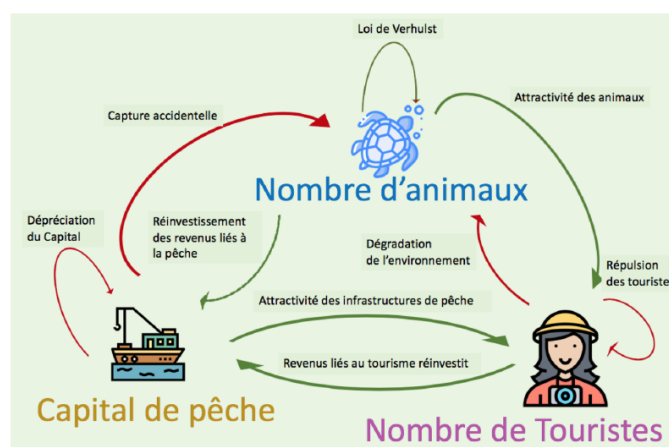 Loi de Verhulst
Attractivité des animaux
Capture accidentelle
Nombre d'animaux
Dépréciation
du Capital
Réinvestissement
des revenus liés à
la pêche
Dégradation
de l'environnement
Répulsion
des touriste
Attractivité des infrastructures de pêche
Revenus liés au tourisme réinvestit
Capital de pêche
Nombre de Touristes